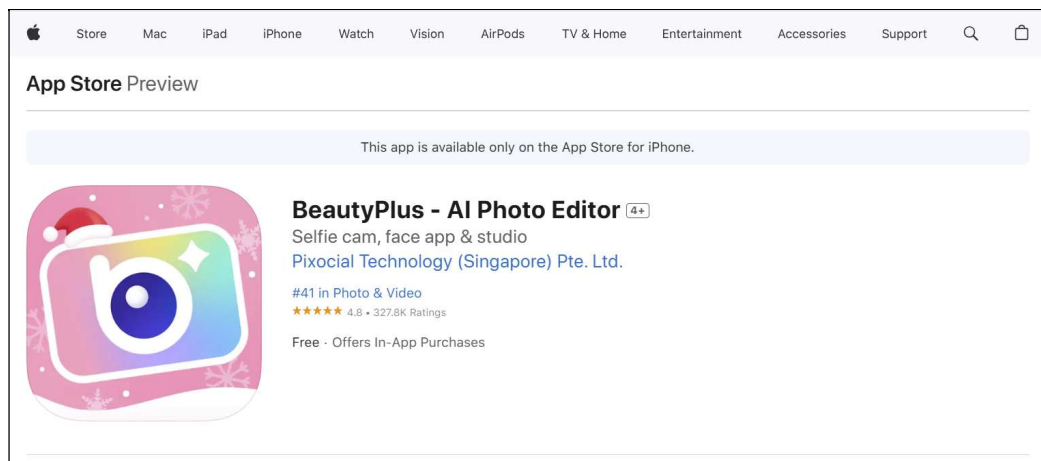 Store Mac iPad iPhone Watch Vision AirPods TV & Home Entertainment Accessories Support
App Store Preview
This app is available only on the App Store for iPhone.
BeautyPlus - AI Photo Editor 4+
Selfie cam, face app & studio
Pixocial Technology (Singapore) Pte. Ltd.
#41 in Photo & Video
★★★★★ 4.8 • 327.8K Ratings
Free · Offers In-App Purchases